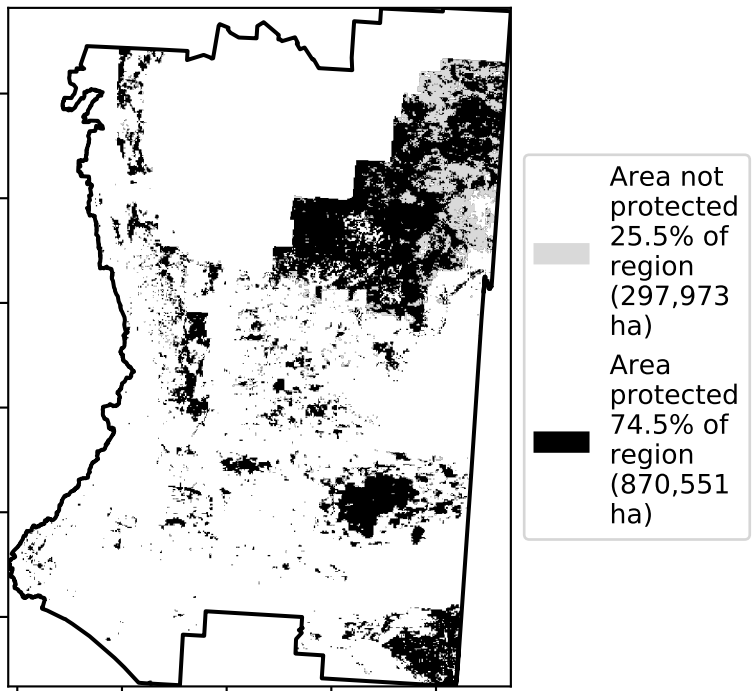 Area not
protected
25.5% of
region
(297,973
ha)
Area
protected
74.5% of
region
(870,551
ha)